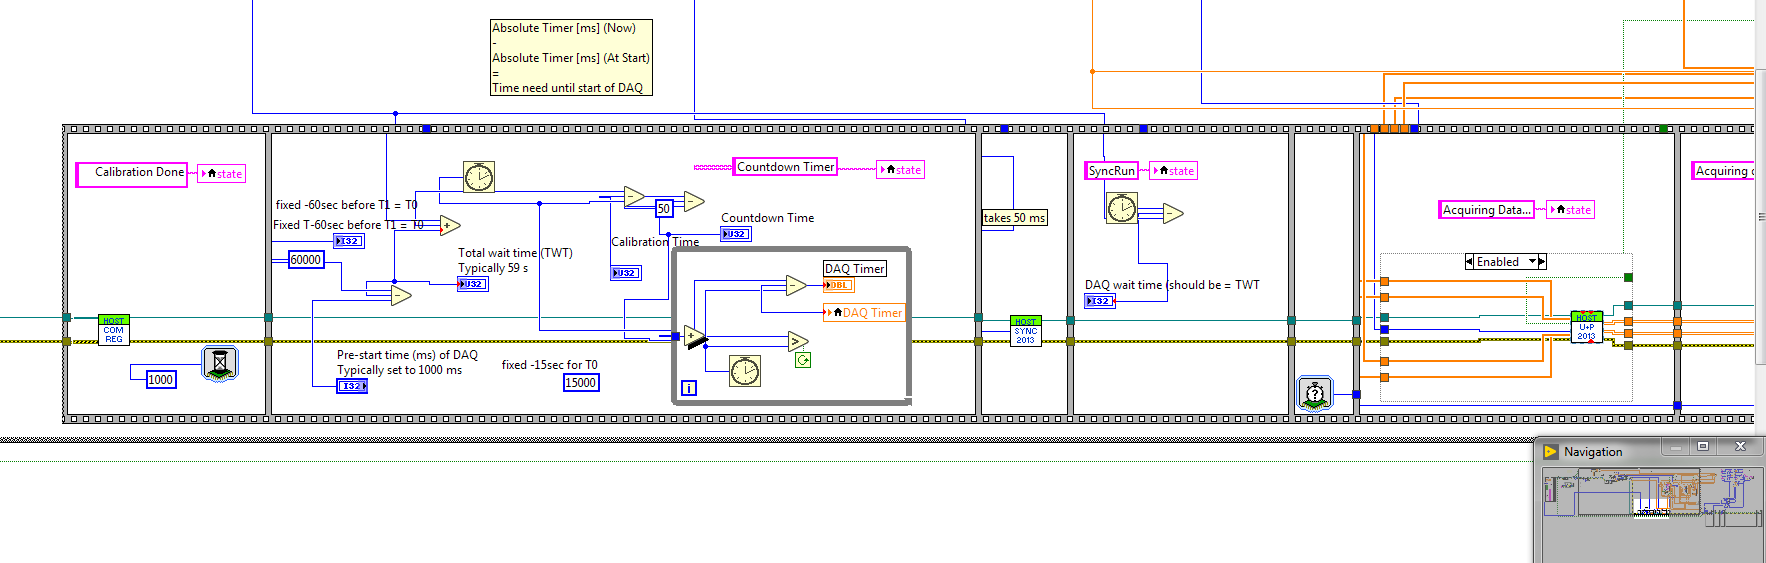 Absolute Timer [ms] (Now)
-
Absolute Timer [ms] (At Start)
=
Time need until start of DAQ
Calibration Done
state
HOST
COM
REG
1000
fixed -60sec before T1 = T0
Fixed T-60sec before T1 = T0
I32
60000
Total wait time (TWT)
Typically 59 s
U32
Pre-start time (ms) of DAQ
Typically set to 1000 ms
I32
fixed -15sec for T0
15000
50
Calibration Time
U32
Countdown Timer
state
Countdown Time
U32
DAQ Timer
DBL
DAQ Timer
i
takes 50 ms
HOST
SYNC
2013
SyncRun
state
DAQ wait time (should be = TWT
I32
Acquiring Data...
state
Enabled
HOST
U+P
2013
Acquiring
Navigation